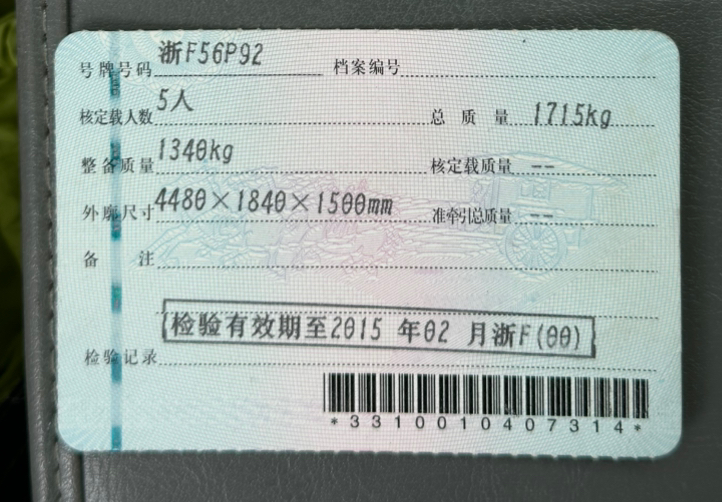 号牌号码 浙F56P92 档案编号
核定载人数 5人 总质量 1715kg
整备质量 1340kg 核定载质量 --
外廓尺寸 4480×1840×1500mm 准牵引总质量 --
备注
检验有效期至2015 年02 月浙F(00)
检验记录
*3310010407314*